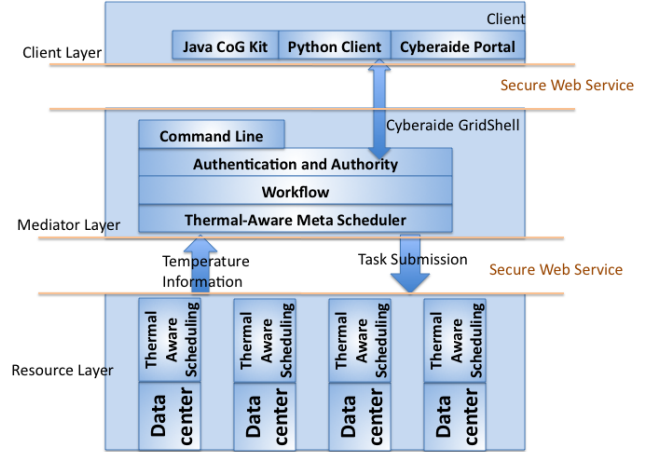 Client
Java CoG Kit
Python Client
Cyberaide Portal
Client Layer
Secure Web Service
Cyberaide GridShell
Command Line
Authentication and Authority
Workflow
Thermal-Aware Meta Scheduler
Mediator Layer
Temperature
Information
Task Submission
Secure Web Service
Resource Layer
Thermal
Aware
Scheduling
Thermal
Aware
Scheduling
Thermal
Aware
Scheduling
Thermal
Aware
Scheduling
Data
center
Data
center
Data
center
Data
center